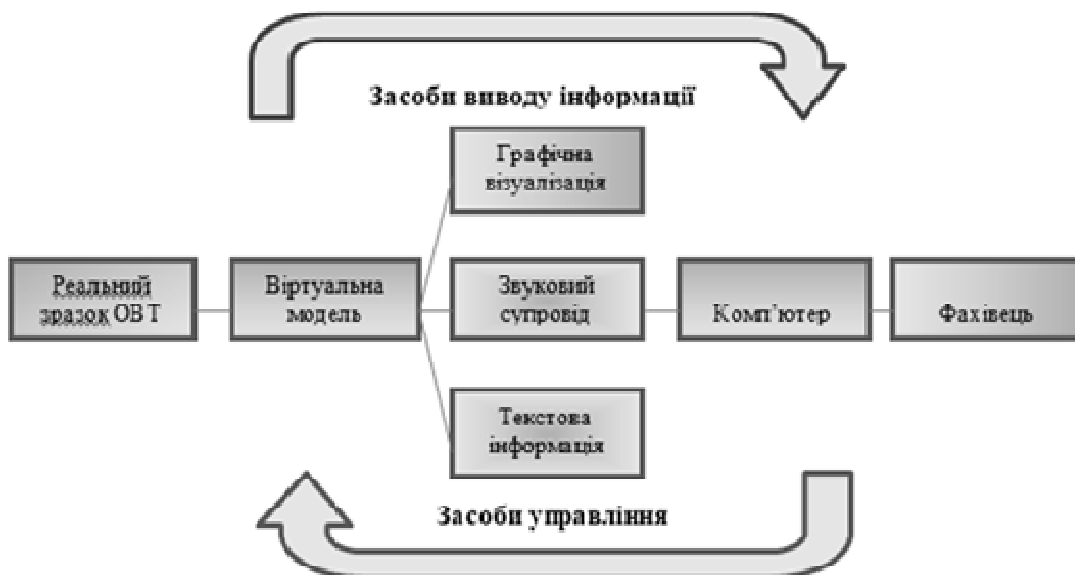 Засоби виводу інформації
Графічна
візуалізація
Реальний
зразок ОВТ
Віртуальна
модель
Звуковий
супровід
Комп’ютер
Фахівець
Текстова
інформація
Засоби управління